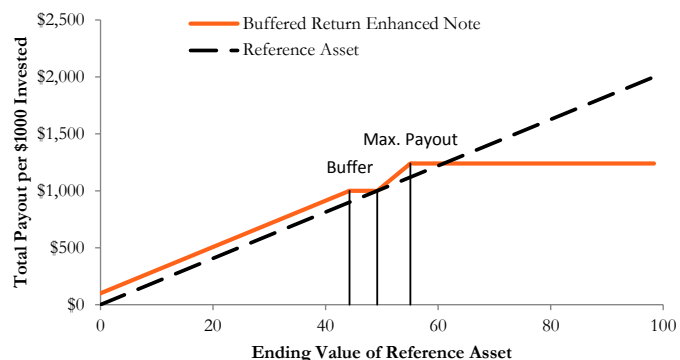 $2,500
Buffered Return Enhanced Note
Reference Asset
$2,000
$1,500
Max. Payout
Buffer
$1,000
$500
$0
0 20 40 60 80 100
Total Payout per $1000 Invested
Ending Value of Reference Asset